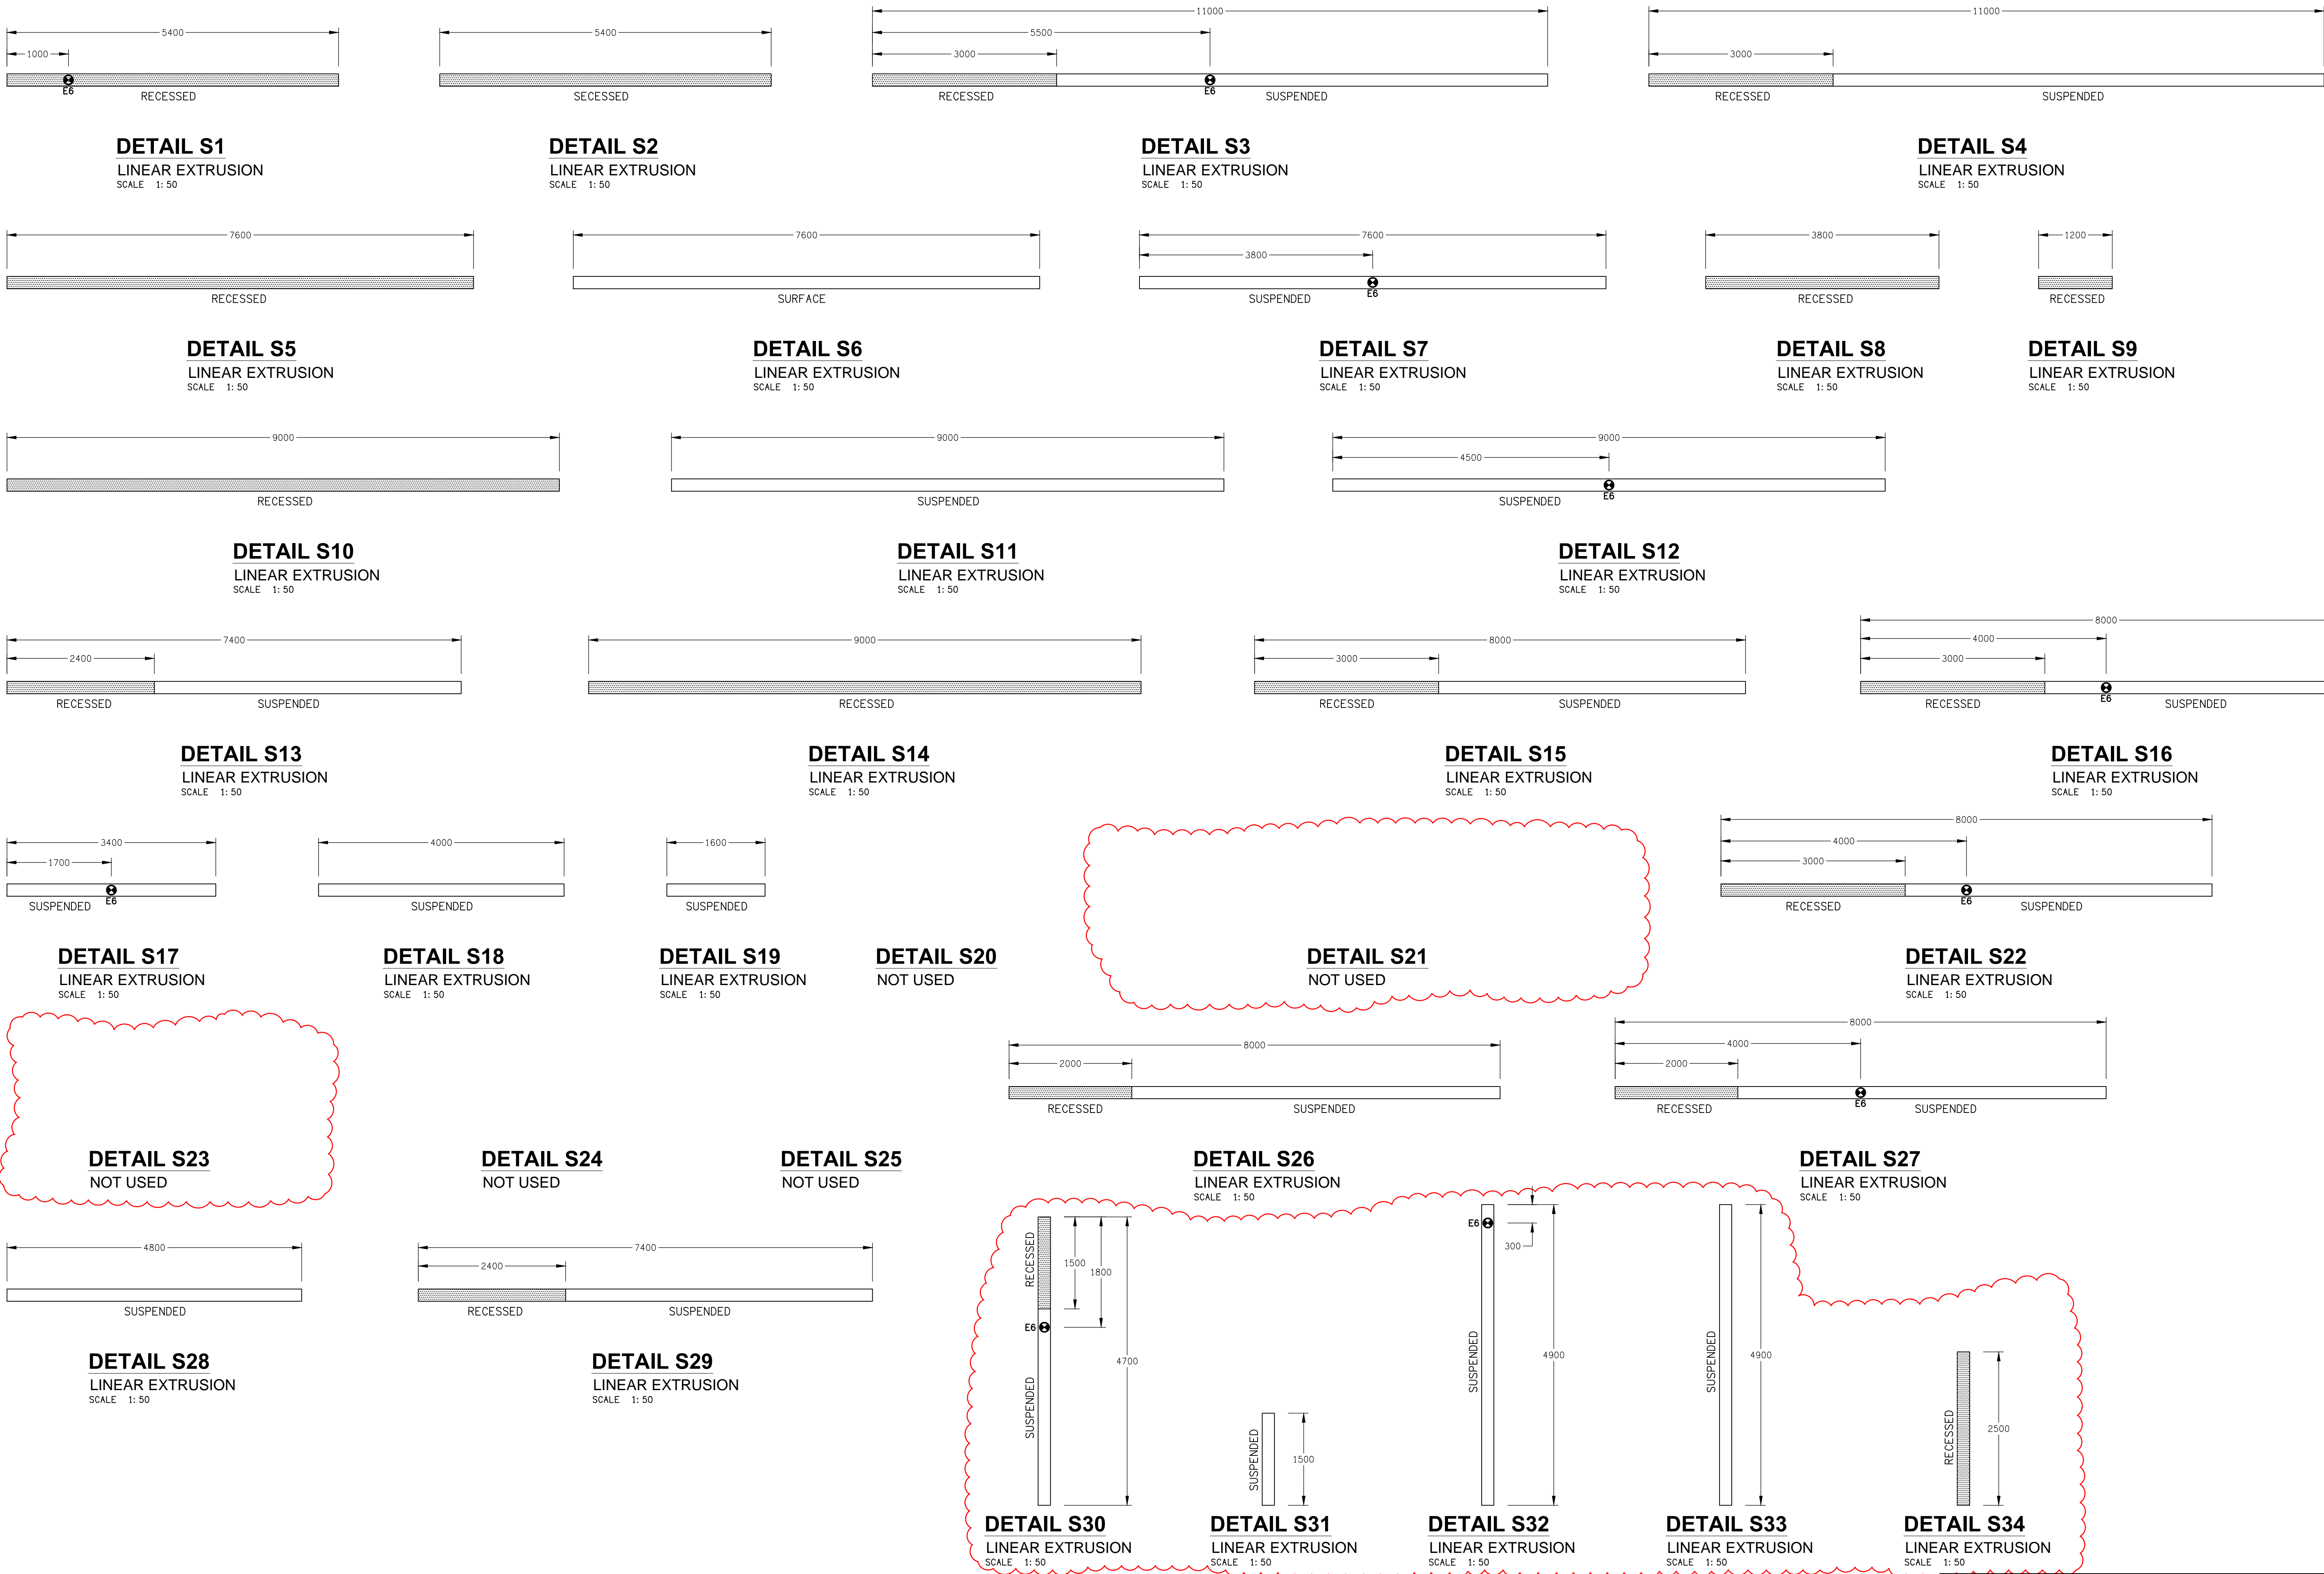 5400
1000
E6
RECESSED
DETAIL S1
LINEAR EXTRUSION
SCALE 1: 50
5400
SECESSED
DETAIL S2
LINEAR EXTRUSION
SCALE 1: 50
11000
5500
3000
E6
RECESSED
SUSPENDED
DETAIL S3
LINEAR EXTRUSION
SCALE 1: 50
11000
3000
RECESSED
SUSPENDED
DETAIL S4
LINEAR EXTRUSION
SCALE 1: 50
7600
RECESSED
DETAIL S5
LINEAR EXTRUSION
SCALE 1: 50
7600
SURFACE
DETAIL S6
LINEAR EXTRUSION
SCALE 1: 50
7600
3800
SUSPENDED
E6
DETAIL S7
LINEAR EXTRUSION
SCALE 1: 50
3800
RECESSED
DETAIL S8
LINEAR EXTRUSION
SCALE 1: 50
1200
RECESSED
DETAIL S9
LINEAR EXTRUSION
SCALE 1: 50
9000
RECESSED
DETAIL S10
LINEAR EXTRUSION
SCALE 1: 50
9000
SUSPENDED
DETAIL S11
LINEAR EXTRUSION
SCALE 1: 50
9000
4500
SUSPENDED
E6
DETAIL S12
LINEAR EXTRUSION
SCALE 1: 50
7400
2400
RECESSED
SUSPENDED
DETAIL S13
LINEAR EXTRUSION
SCALE 1: 50
9000
RECESSED
DETAIL S14
LINEAR EXTRUSION
SCALE 1: 50
8000
3000
RECESSED
SUSPENDED
DETAIL S15
LINEAR EXTRUSION
SCALE 1: 50
8000
4000
3000
RECESSED
E6
SUSPENDED
DETAIL S16
LINEAR EXTRUSION
SCALE 1: 50
3400
1700
SUSPENDED
E6
DETAIL S17
LINEAR EXTRUSION
SCALE 1: 50
4000
SUSPENDED
DETAIL S18
LINEAR EXTRUSION
SCALE 1: 50
1600
SUSPENDED
DETAIL S19
LINEAR EXTRUSION
SCALE 1: 50
DETAIL S20
NOT USED
DETAIL S21
NOT USED
8000
4000
3000
RECESSED
E6
SUSPENDED
DETAIL S22
LINEAR EXTRUSION
SCALE 1: 50
DETAIL S23
NOT USED
DETAIL S24
NOT USED
DETAIL S25
NOT USED
8000
2000
RECESSED
SUSPENDED
DETAIL S26
LINEAR EXTRUSION
SCALE 1: 50
8000
4000
2000
RECESSED
E6
SUSPENDED
DETAIL S27
LINEAR EXTRUSION
SCALE 1: 50
4800
SUSPENDED
DETAIL S28
LINEAR EXTRUSION
SCALE 1: 50
7400
2400
RECESSED
SUSPENDED
DETAIL S29
LINEAR EXTRUSION
SCALE 1: 50
RECESSED
1500
1800
E6
4700
SUSPENDED
DETAIL S30
LINEAR EXTRUSION
SCALE 1: 50
SUSPENDED
1500
DETAIL S31
LINEAR EXTRUSION
SCALE 1: 50
E6
300
SUSPENDED
4900
DETAIL S32
LINEAR EXTRUSION
SCALE 1: 50
SUSPENDED
4900
DETAIL S33
LINEAR EXTRUSION
SCALE 1: 50
RECESSED
2500
DETAIL S34
LINEAR EXTRUSION
SCALE 1: 50